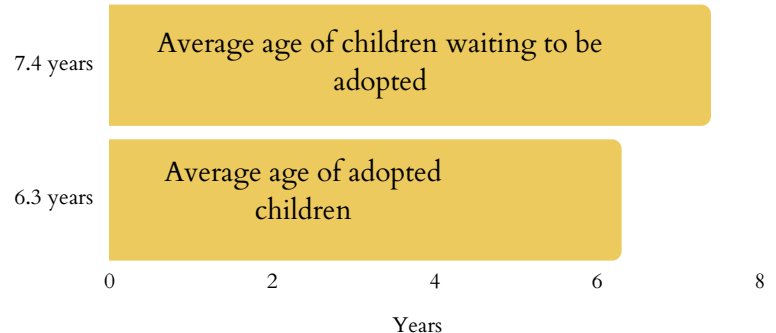 7.4 years
Average age of children waiting to be
adopted
6.3 years
Average age of adopted
children
0 2 4 6 8
Years